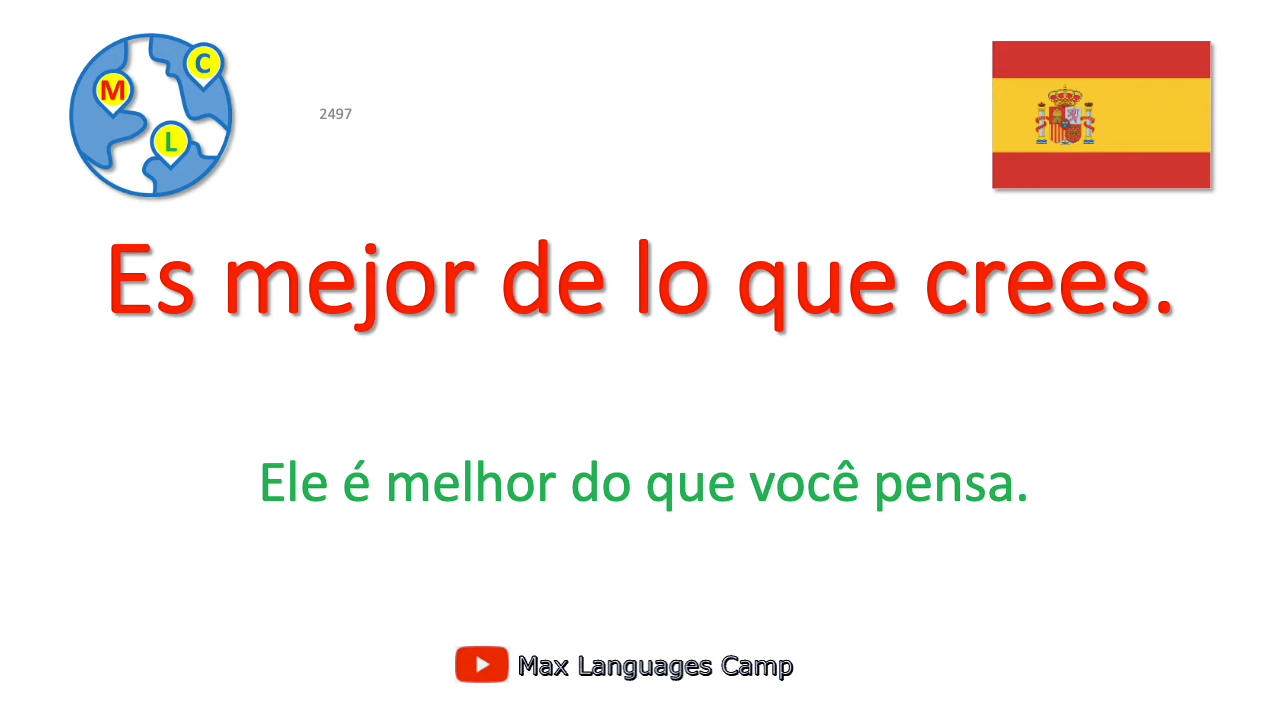 M
C
L
2497
Es mejor de lo que crees.
Ele é melhor do que você pensa.
Max Languages Camp